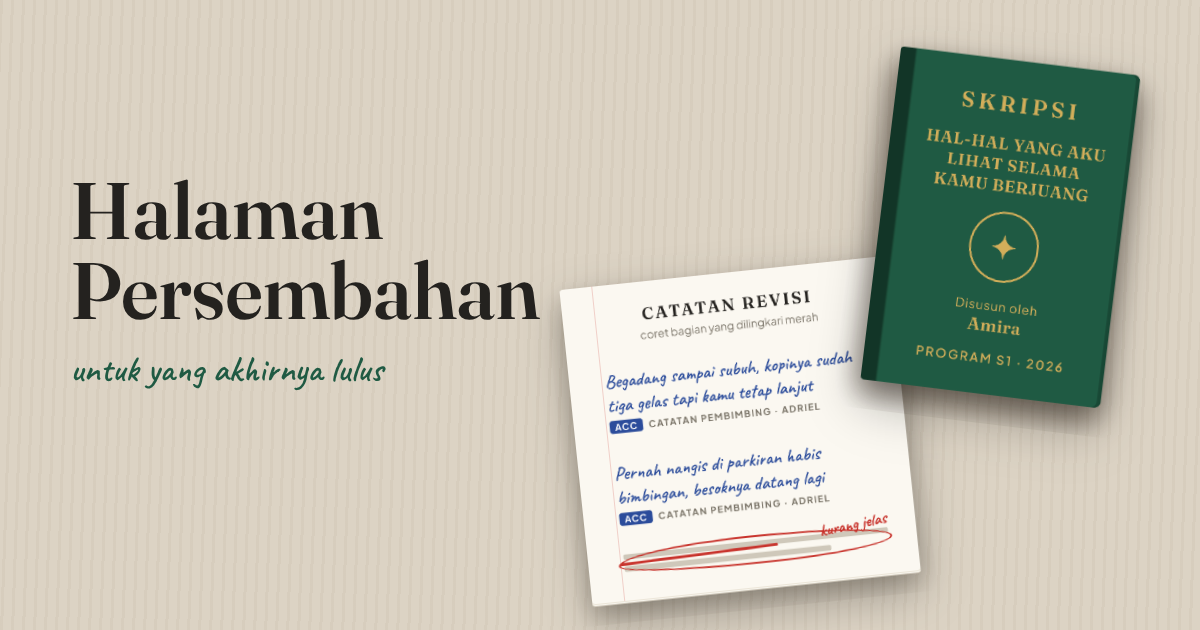 Halaman
Persembahan
untuk yang akhirnya lulus
CATATAN REVISI
coret bagian yang dilingkari merah
Begadang sampai subuh, kopinya sudah
tiga gelas tapi kamu tetap lanjut
ACC CATATAN PEMBIMBING · ADRIEL
Pernah nangis di parkiran habis
bimbingan, besoknya datang lagi
ACC CATATAN PEMBIMBING · ADRIEL
kurang jelas
SKRIPSI
HAL-HAL YANG AKU
LIHAT SELAMA
KAMU BERJUANG
Disusun oleh
Amira
PROGRAM S1 · 2026